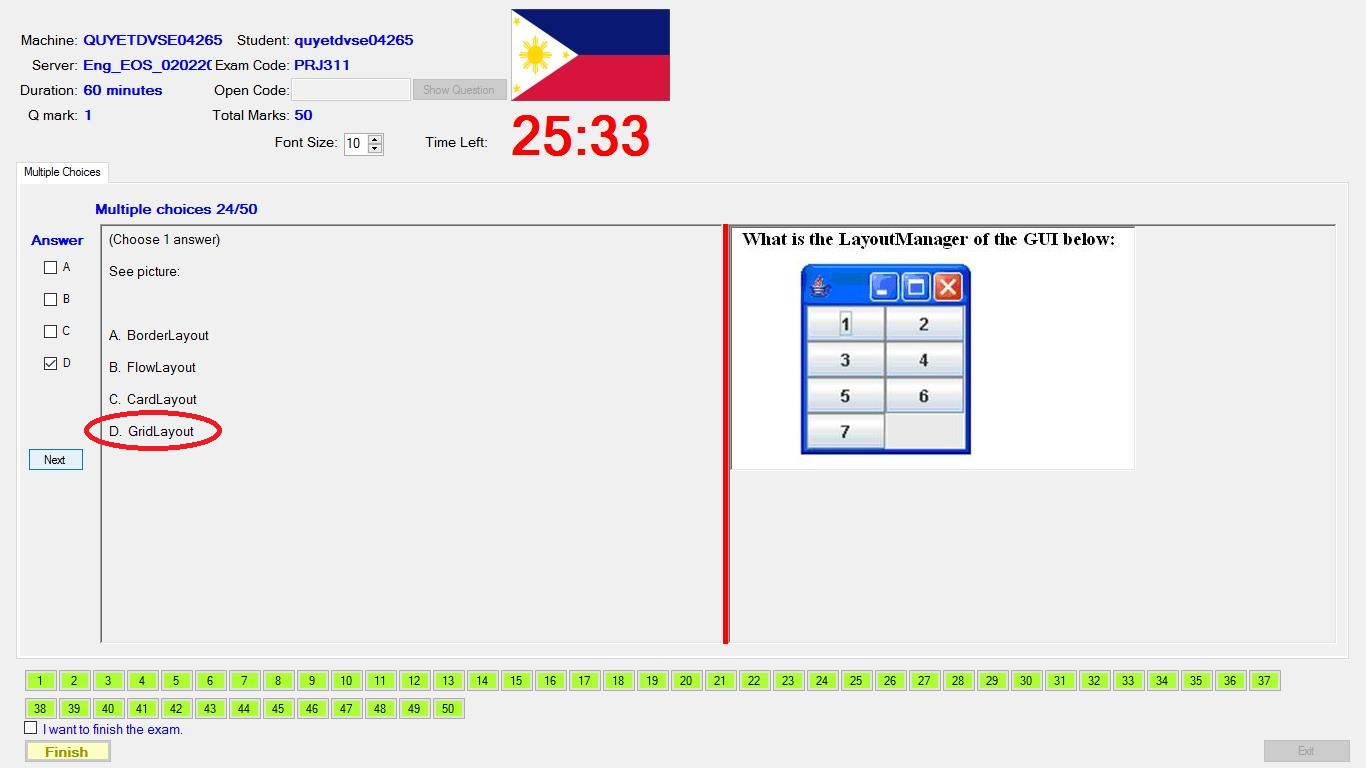 Machine: QUYETDVSE04265 Student: quyetdvse04265
Server: Eng_EOS_020220 Exam Code: PRJ311
Duration: 60 minutes Open Code: Show Question
Q mark: 1 Total Marks: 50
Font Size: 10 Time Left: 25:33
Multiple Choices
Multiple choices 24/50
Answer
A
B
C
D
Next
(Choose 1 answer)
See picture:
A. BorderLayout
B. FlowLayout
C. CardLayout
D. GridLayout
What is the LayoutManager of the GUI below:
1 2
3 4
5 6
7
1 2 3 4 5 6 7 8 9 10 11 12 13 14 15 16 17 18 19 20 21 22 23 24 25 26 27 28 29 30 31 32 33 34 35 36 37
38 39 40 41 42 43 44 45 46 47 48 49 50
I want to finish the exam.
Finish Exit